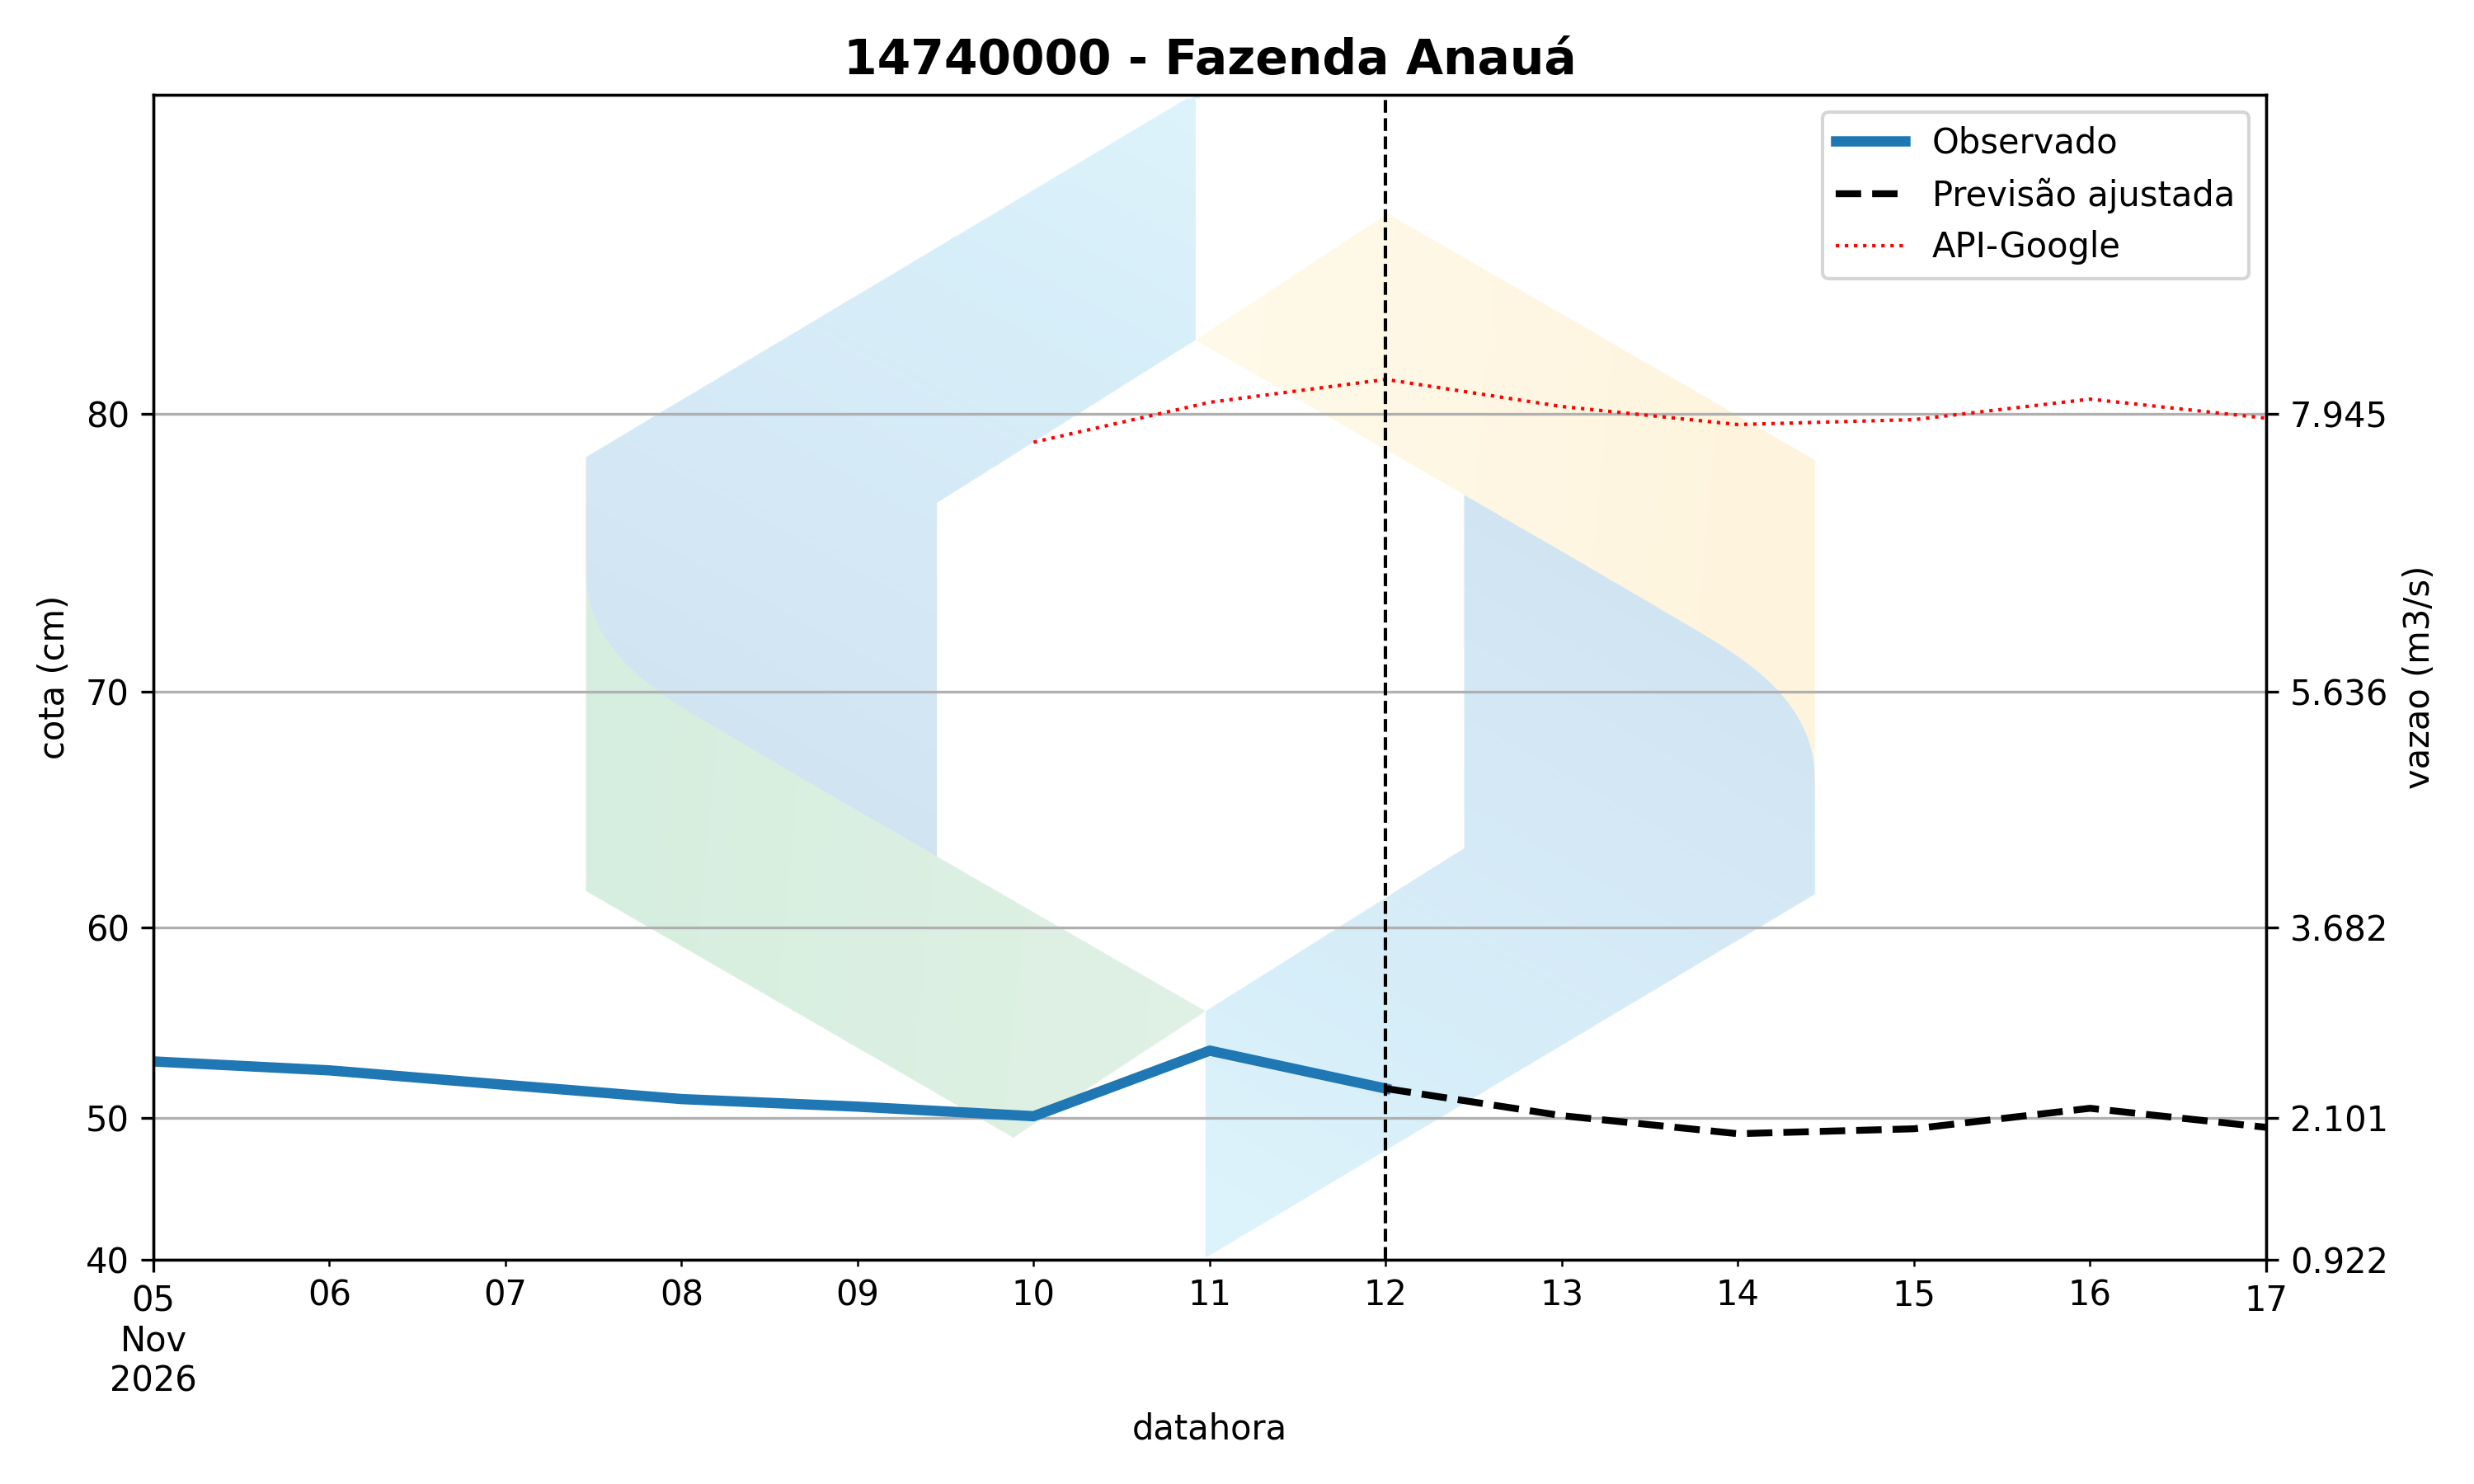 14740000 - Fazenda Anauá
Observado
Previsão ajustada
API-Google
cota (cm)
80
70
60
50
40
7.945
5.636
3.682
2.101
0.922
vazao (m3/s)
05 06 07 08 09 10 11 12 13 14 15 16 17
Nov
2026
datahora